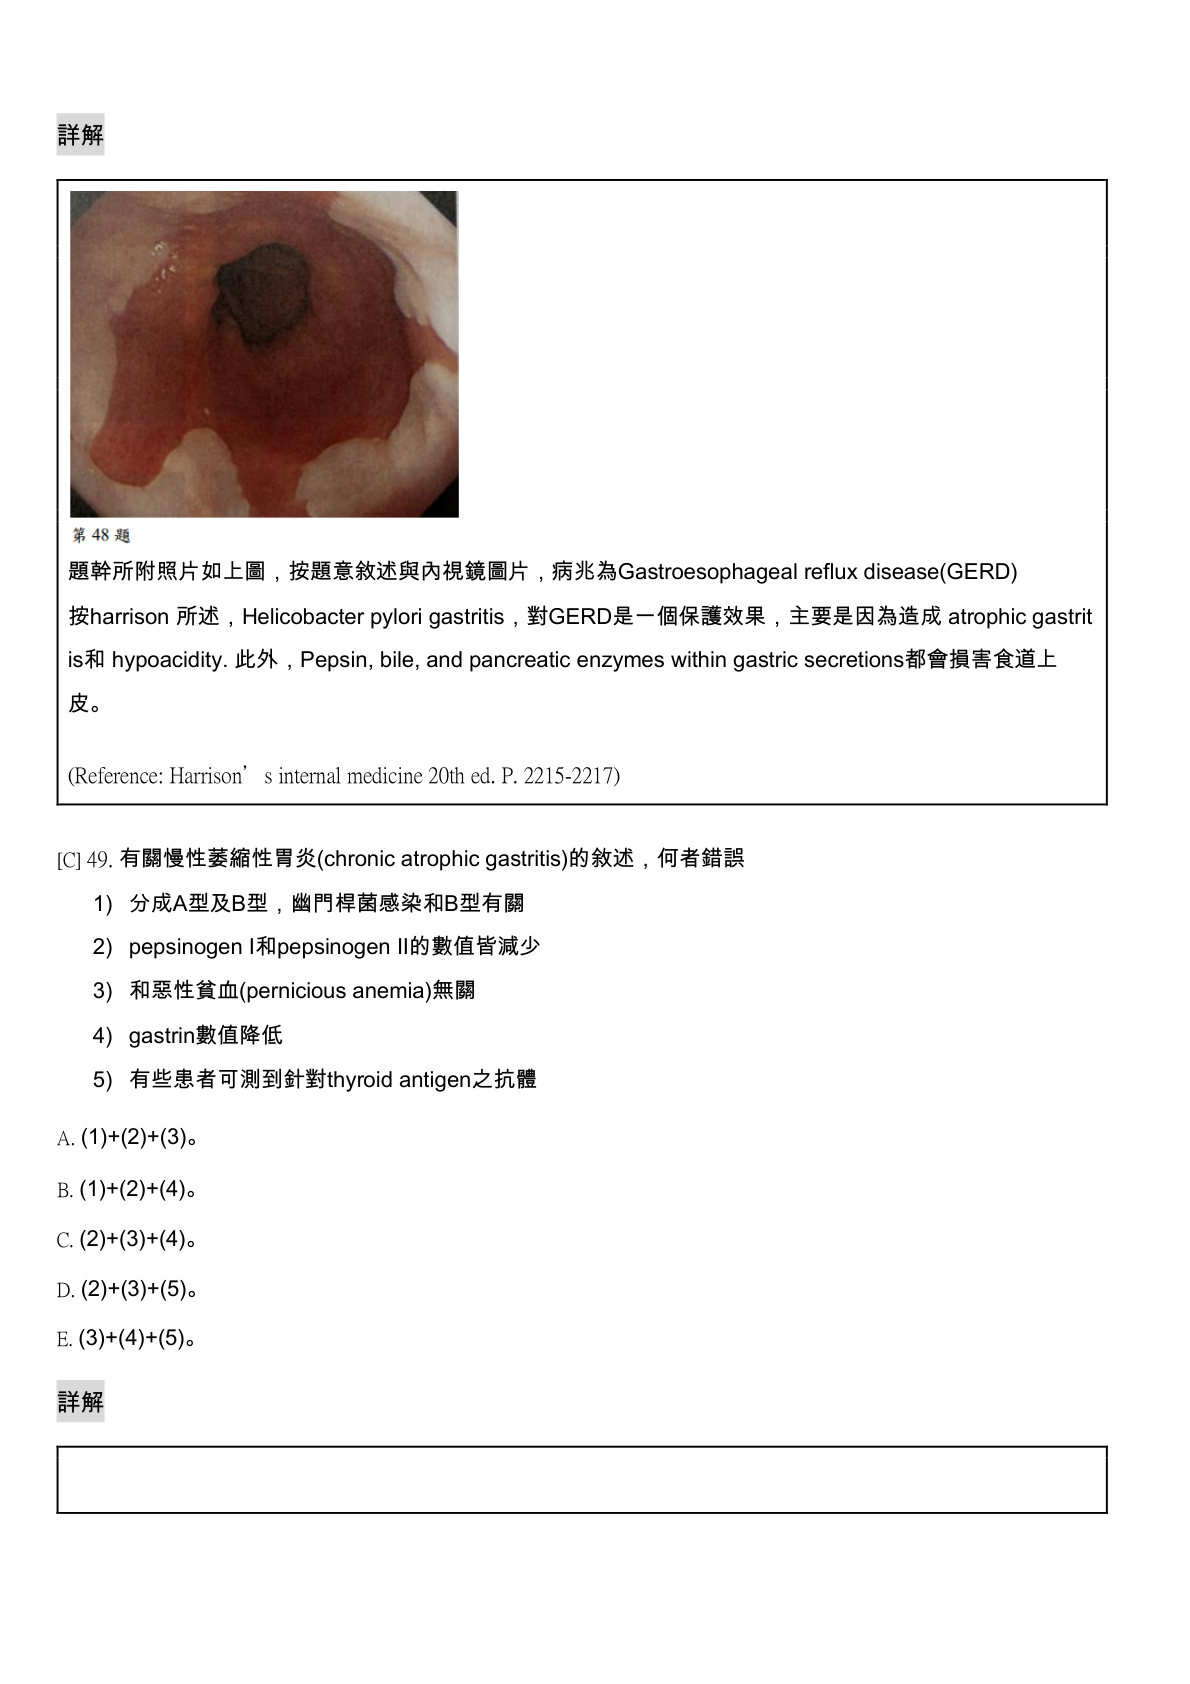 詳解
第 48 題
題幹所附照片如上圖，按題意敘述與內視鏡圖片，病兆為Gastroesophageal reflux disease(GERD)
按harrison 所述，Helicobacter pylori gastritis，對GERD是一個保護效果，主要是因為造成 atrophic gastrit
is和 hypoacidity. 此外，Pepsin, bile, and pancreatic enzymes within gastric secretions都會損害食道上
皮。
(Reference: Harrison’s internal medicine 20th ed. P. 2215-2217)
[C] 49. 有關慢性萎縮性胃炎(chronic atrophic gastritis)的敘述，何者錯誤
1) 分成A型及B型，幽門桿菌感染和B型有關
2) pepsinogen I和pepsinogen II的數值皆減少
3) 和惡性貧血(pernicious anemia)無關
4) gastrin數值降低
5) 有些患者可測到針對thyroid antigen之抗體
A. (1)+(2)+(3)。
B. (1)+(2)+(4)。
C. (2)+(3)+(4)。
D. (2)+(3)+(5)。
E. (3)+(4)+(5)。
詳解